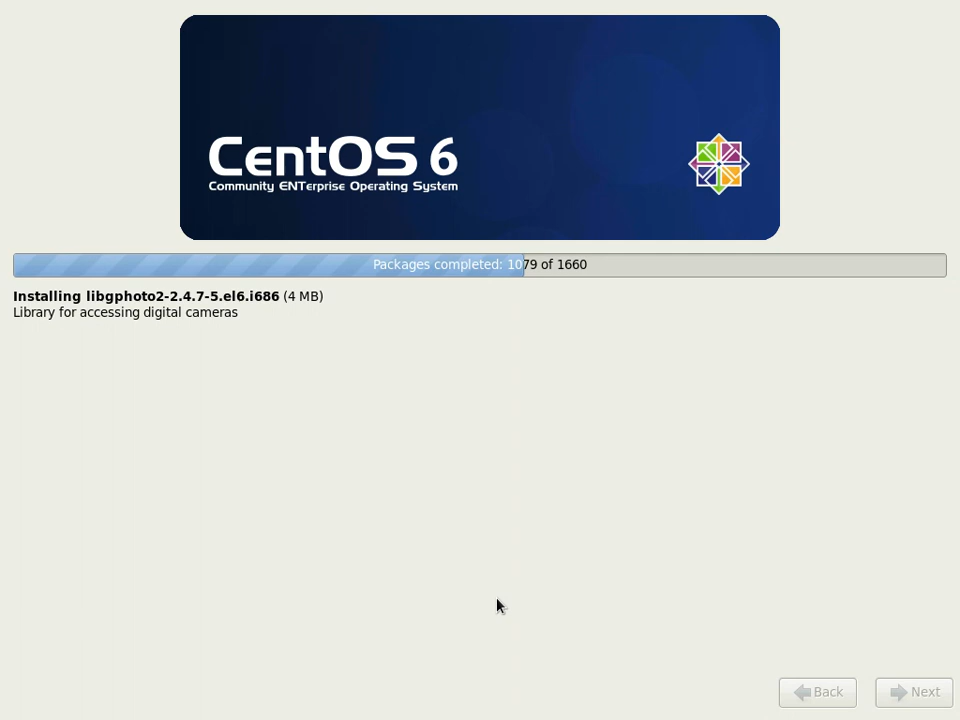 CentOS 6
Community ENTerprise Operating System
Packages completed: 1079 of 1660
Installing libgphoto2-2.4.7-5.el6.i686 (4 MB)
Library for accessing digital cameras
Back
Next